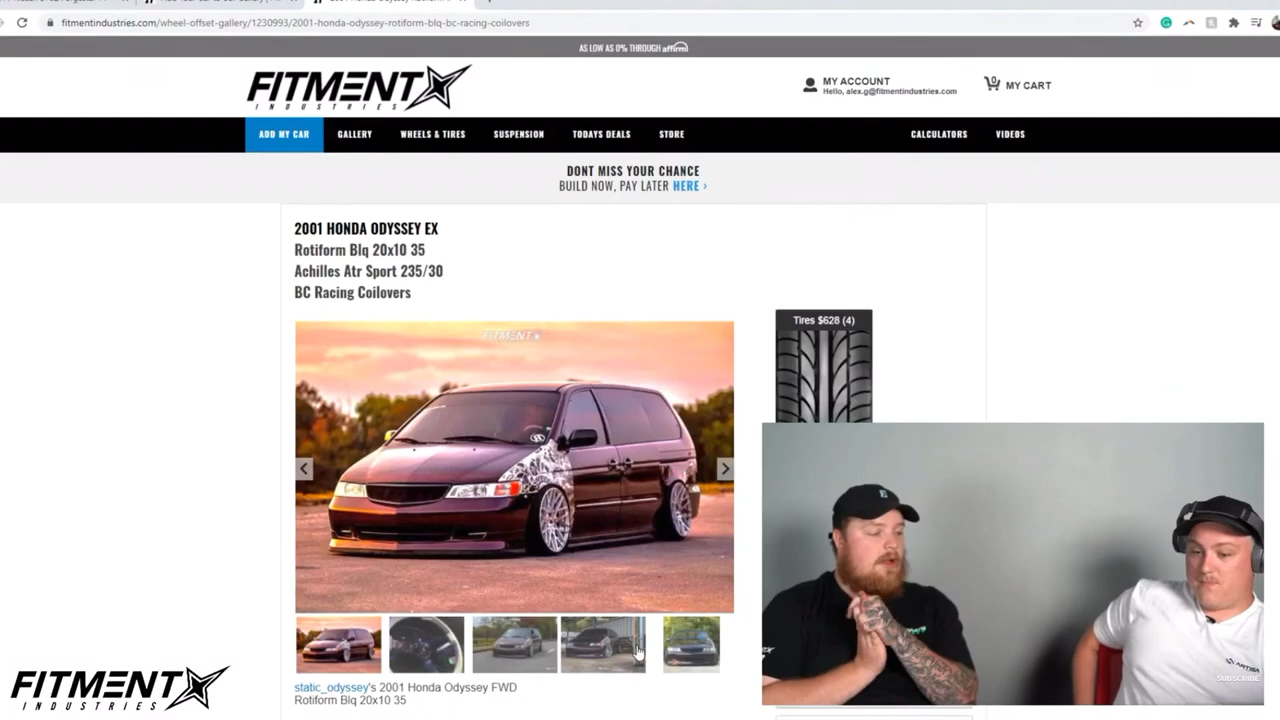 fitmentindustries.com/wheel-offset-gallery/1230993/2001-honda-odyssey-rotiform-blq-bc-racing-coilovers
AS LOW AS 0% THROUGH affirm
FITMENT
INDUSTRIES
MY ACCOUNT
Hello, alex.g@fitmentindustries.com
0
MY CART
ADD MY CAR
GALLERY
WHEELS & TIRES
SUSPENSION
TODAYS DEALS
STORE
CALCULATORS
VIDEOS
DONT MISS YOUR CHANCE
BUILD NOW, PAY LATER HERE ›
2001 HONDA ODYSSEY EX
Rotiform Blq 20x10 35
Achilles Atr Sport 235/30
BC Racing Coilovers
FITMENT
Tires $628 (4)
static_odyssey's 2001 Honda Odyssey FWD
Rotiform Blq 20x10 35
FITMENT
INDUSTRIES
ARTISA
SUBSCRIBE